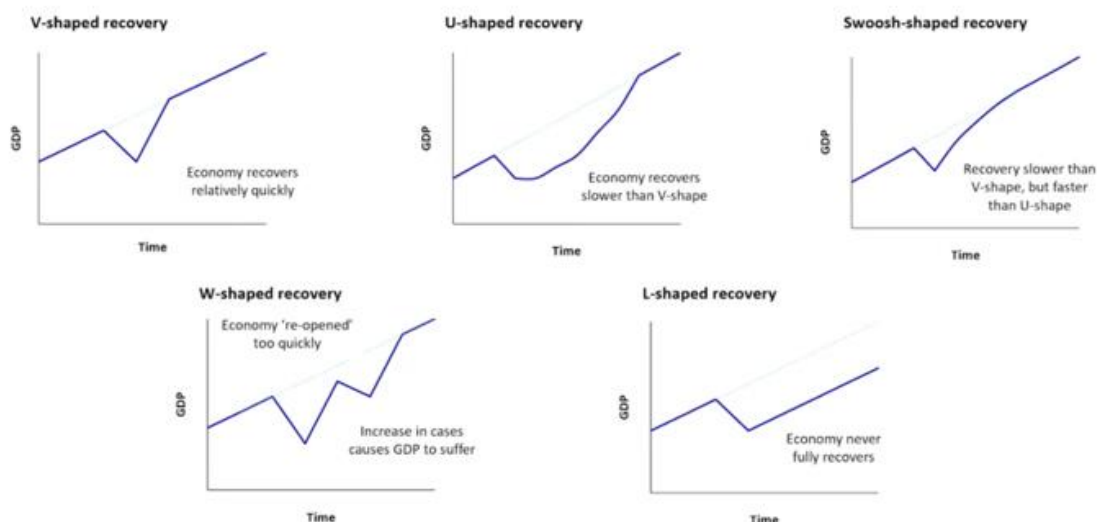 V-shaped recovery
GDP
Economy recovers
relatively quickly
Time
U-shaped recovery
GDP
Economy recovers
slower than V-shape
Time
Swoosh-shaped recovery
GDP
Recovery slower than
V-shape, but faster
than U-shape
Time
W-shaped recovery
Economy 're-opened'
too quickly
GDP
Increase in cases
causes GDP to suffer
Time
L-shaped recovery
GDP
Economy never
fully recovers
Time